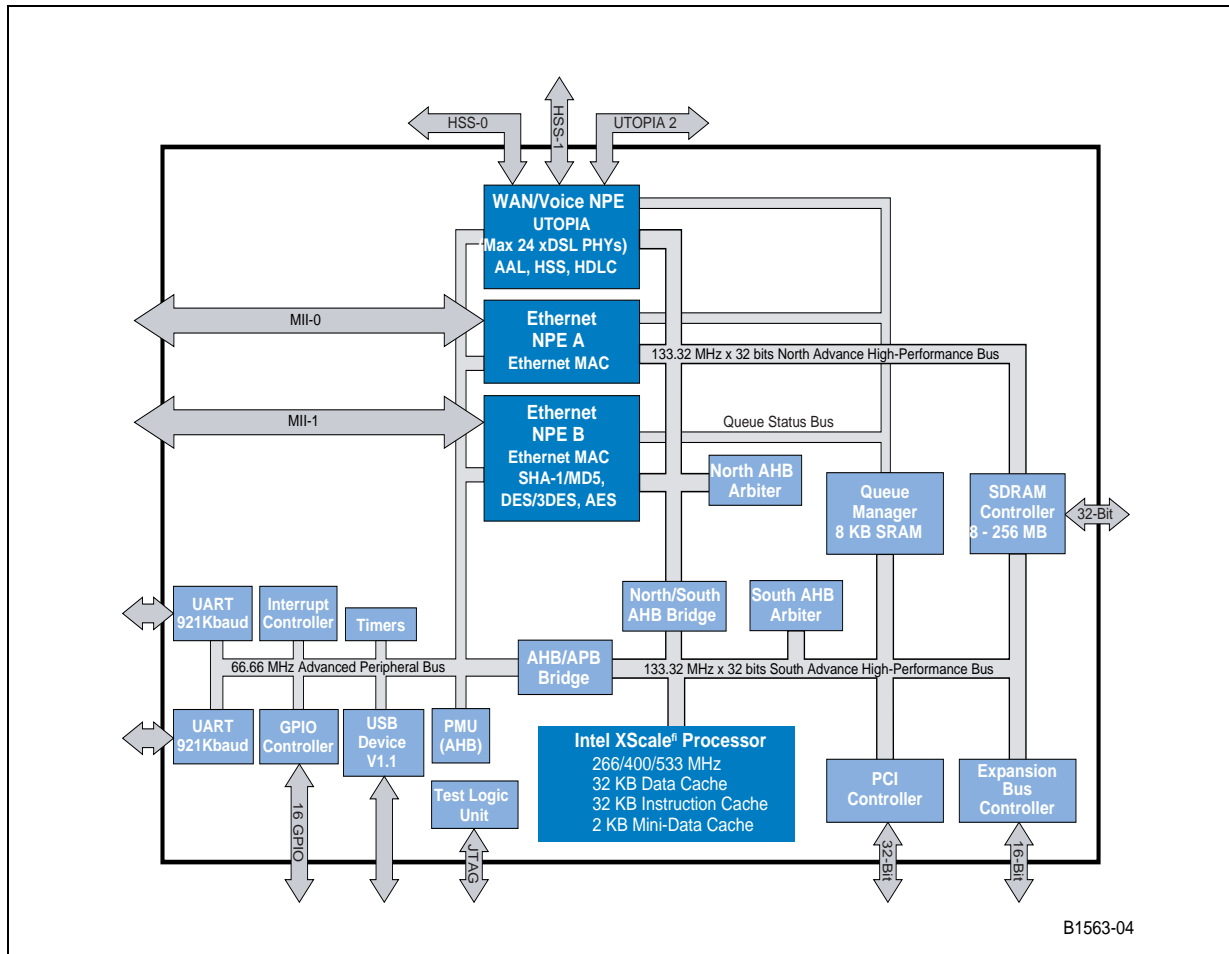 HSS-0
HSS-1
UTOPIA 2
WAN/Voice NPE
UTOPIA
(Max 24 xDSL PHYs)
AAL, HSS, HDLC
MII-0
Ethernet
NPE A
Ethernet MAC
133.32 MHz x 32 bits North Advance High-Performance Bus
MII-1
Ethernet
NPE B
Ethernet MAC
SHA-1/MD5,
DES/3DES, AES
Queue Status Bus
North AHB
Arbiter
Queue
Manager
8 KB SRAM
SDRAM
Controller
8 - 256 MB
32-Bit
UART
921Kbaud
Interrupt
Controller
Timers
North/South
AHB Bridge
South AHB
Arbiter
66.66 MHz Advanced Peripheral Bus
AHB/APB
Bridge
133.32 MHz x 32 bits South Advance High-Performance Bus
UART
921Kbaud
GPIO
Controller
USB
Device
V1.1
PMU
(AHB)
Test Logic
Unit
Intel XScaleﬁ Processor
266/400/533 MHz
32 KB Data Cache
32 KB Instruction Cache
2 KB Mini-Data Cache
PCI
Controller
Expansion
Bus
Controller
16 GPIO
JTAG
32-Bit
16-Bit
B1563-04